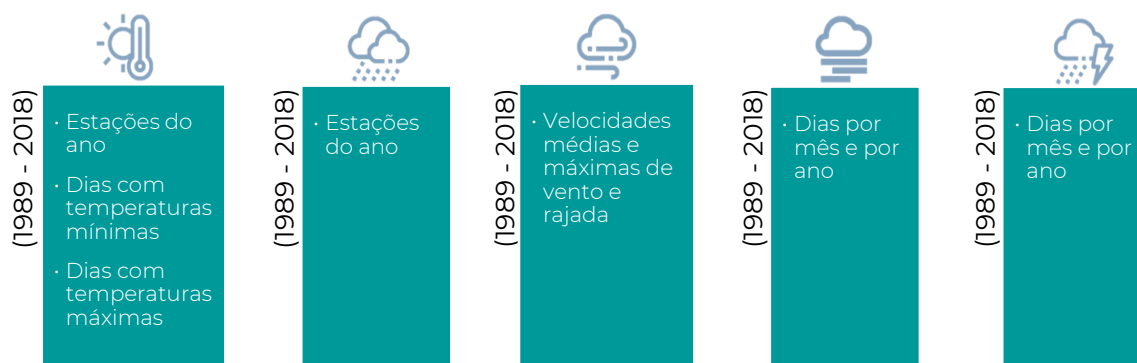 (1989 - 2018)
· Estações do
ano
· Dias com
temperaturas
mínimas
· Dias com
temperaturas
máximas
(1989 - 2018)
· Estações
do ano
(1989 - 2018)
· Velocidades
médias e
máximas de
vento e
rajada
(1989 - 2018)
· Dias por
mês e por
ano
(1989 - 2018)
· Dias por
mês e por
ano